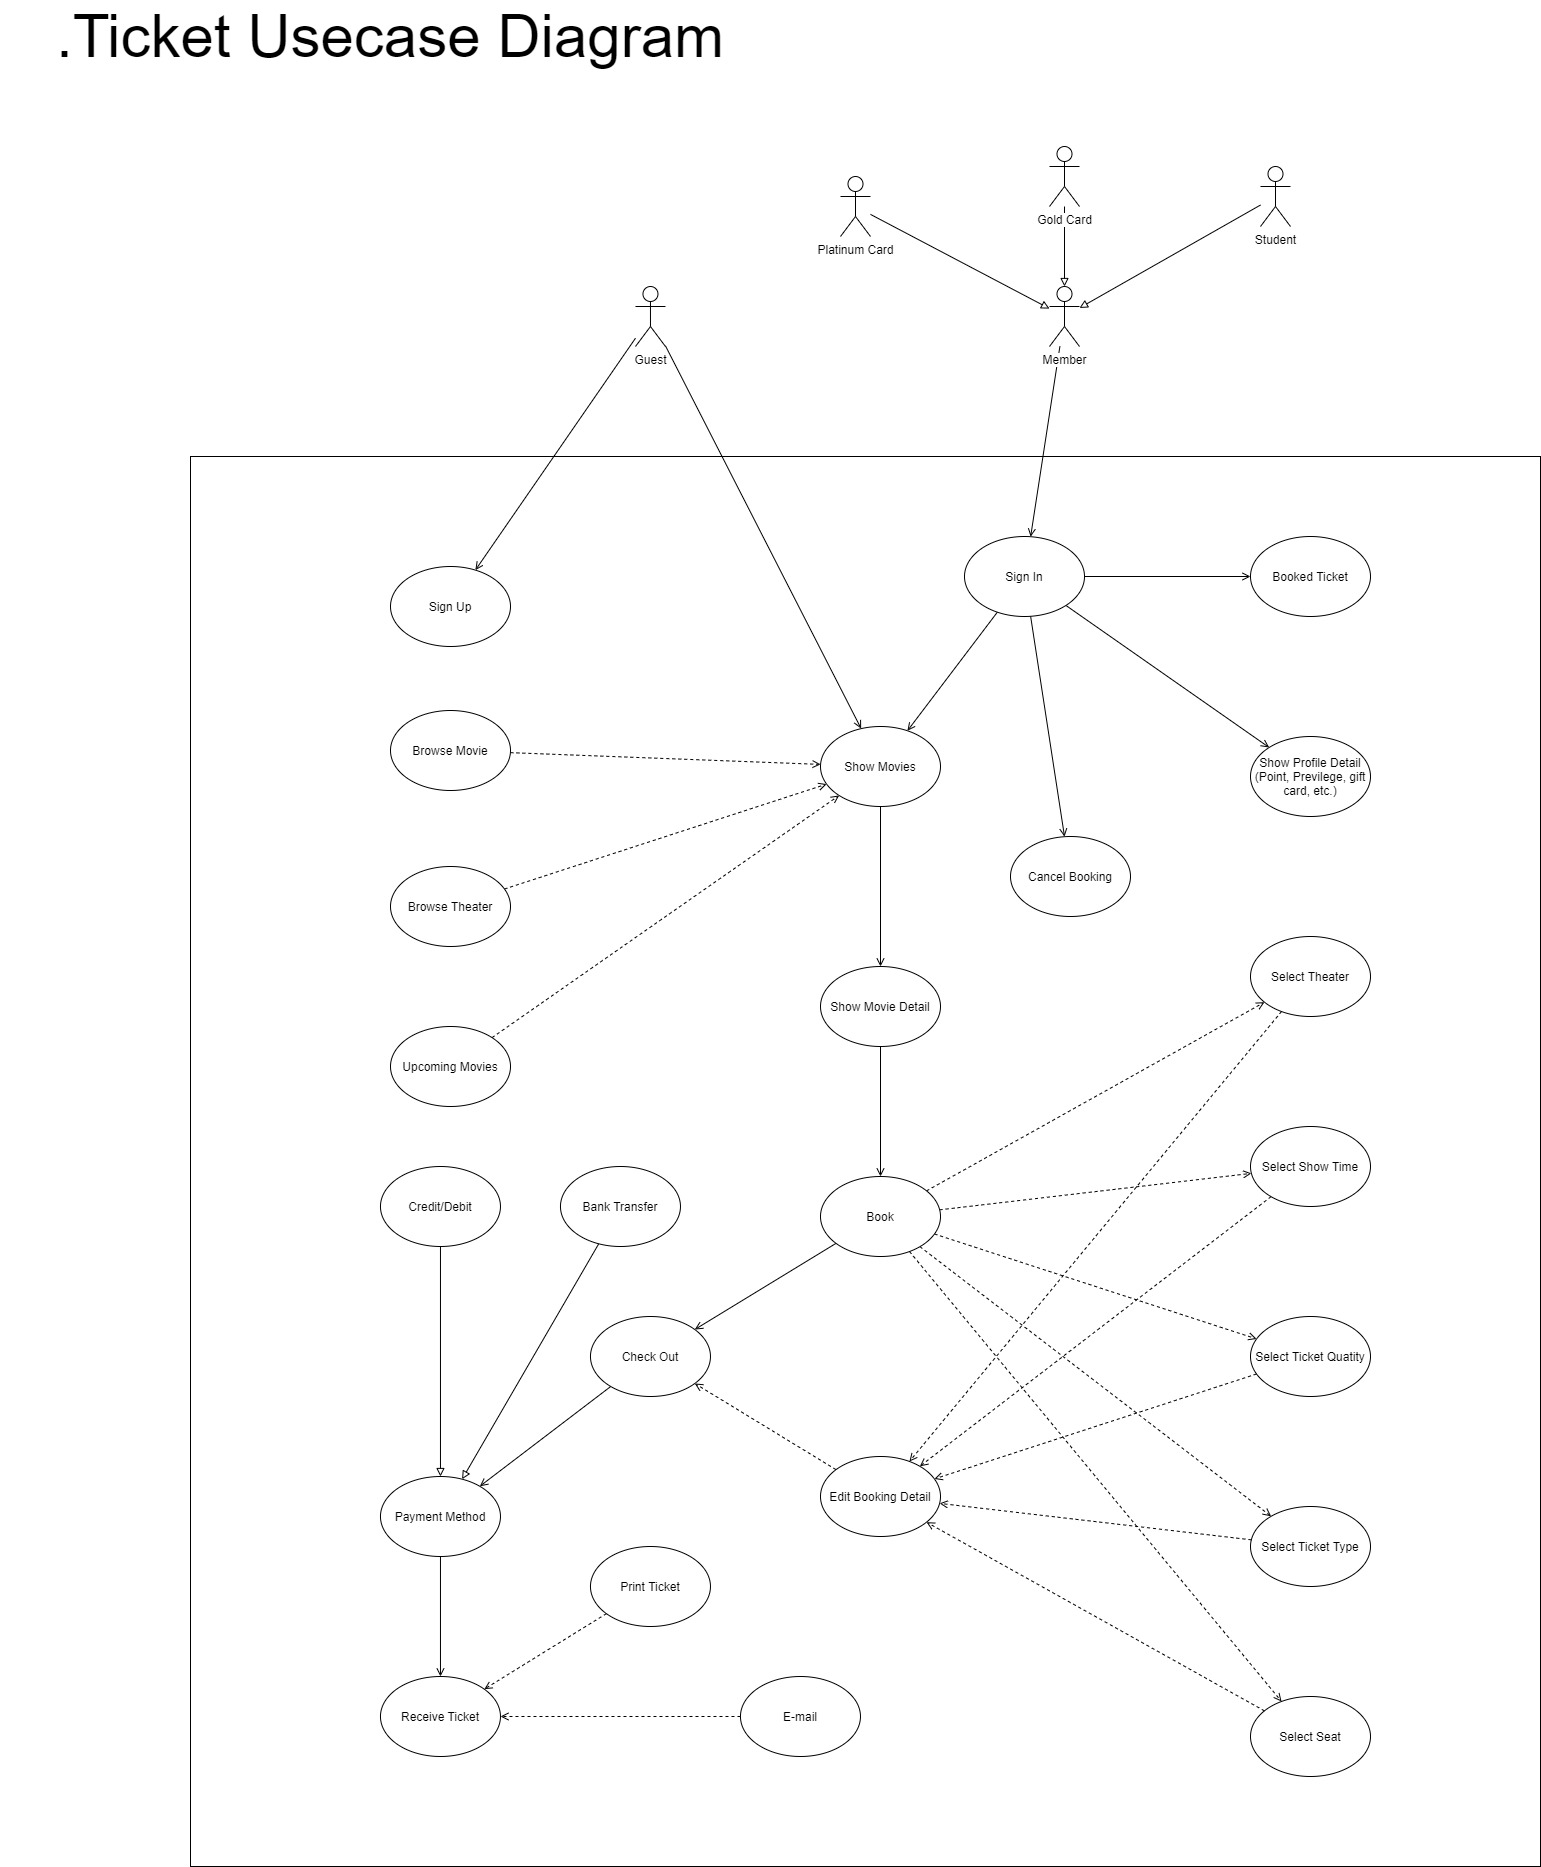 .Ticket Usecase Diagram
Gold Card
Platinum Card
Student
Guest
Member
Sign In
Booked Ticket
Sign Up
Browse Movie
Show Movies
Show Profile Detail
(Point, Previlege, gift
card, etc.)
Cancel Booking
Browse Theater
Select Theater
Show Movie Detail
Upcoming Movies
Select Show Time
Credit/Debit
Bank Transfer
Book
Check Out
Select Ticket Quatity
Edit Booking Detail
Payment Method
Select Ticket Type
Print Ticket
Receive Ticket
E-mail
Select Seat